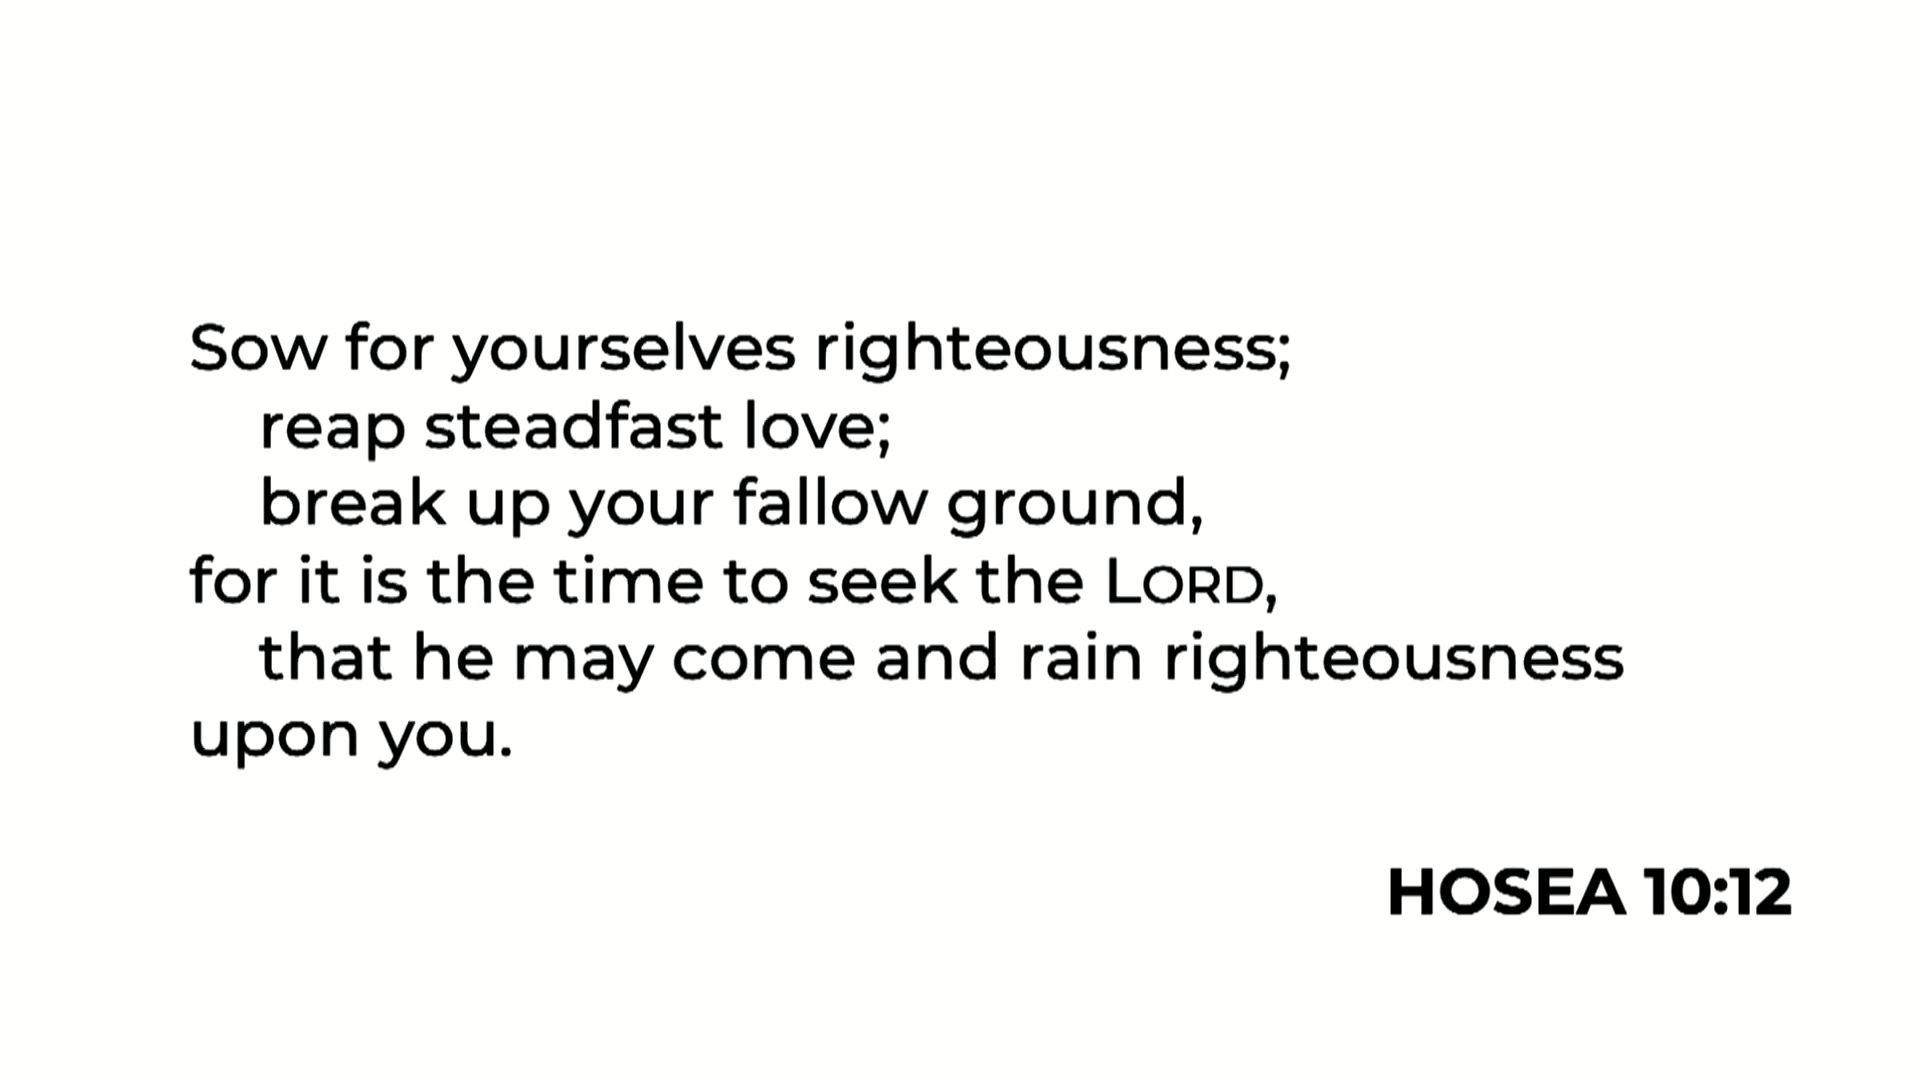 Sow for yourselves righteousness;
reap steadfast love;
break up your fallow ground,
for it is the time to seek the LORD,
that he may come and rain righteousness
upon you.
HOSEA 10:12